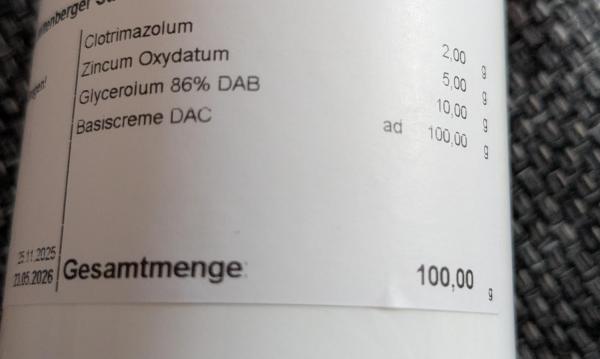 Clotrimazolum 2,00 g
Zincum Oxydatum 5,00 g
Glycerolum 86% DAB 10,00 g
Basiscreme DAC ad 100,00 g
25.11.2025
23.05.2026
Gesamtmenge: 100,00 g